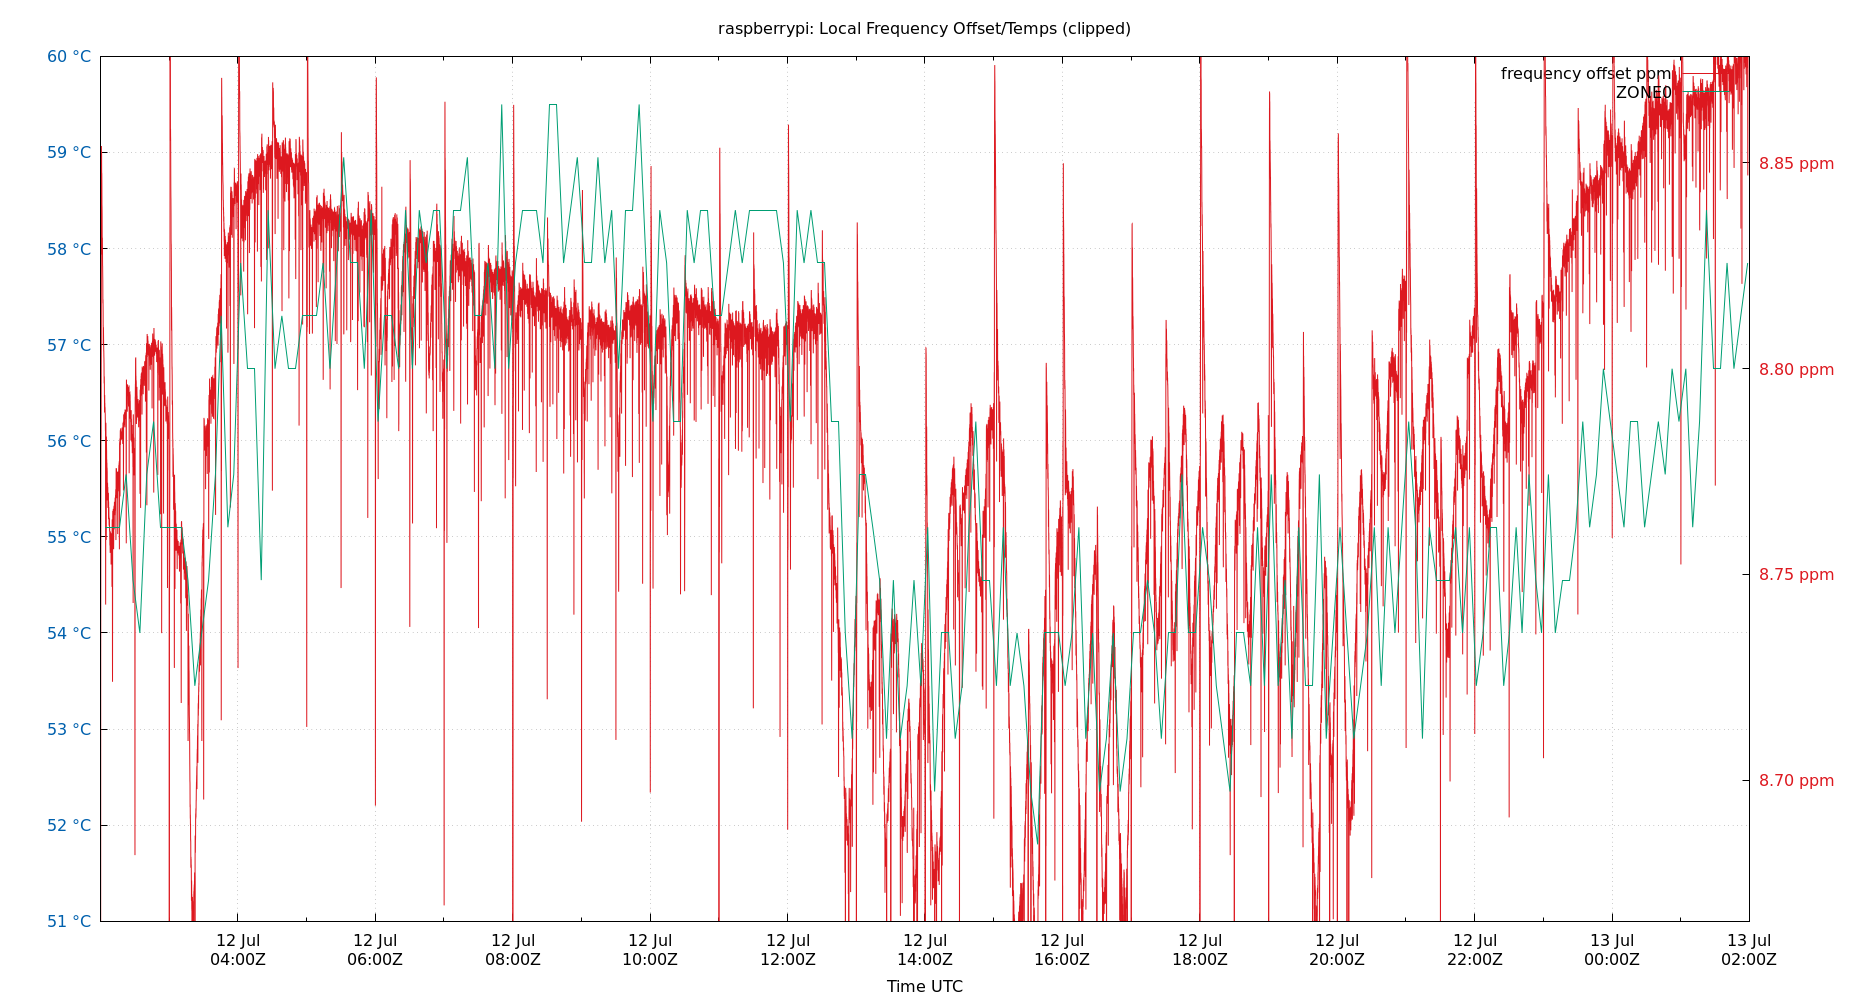 raspberrypi: Local Frequency Offset/Temps (clipped)
60 °C
59 °C
58 °C
57 °C
56 °C
55 °C
54 °C
53 °C
52 °C
51 °C
frequency offset ppm
ZONE0
8.85 ppm
8.80 ppm
8.75 ppm
8.70 ppm
12 Jul
04:00Z
12 Jul
06:00Z
12 Jul
08:00Z
12 Jul
10:00Z
12 Jul
12:00Z
12 Jul
14:00Z
12 Jul
16:00Z
12 Jul
18:00Z
12 Jul
20:00Z
12 Jul
22:00Z
13 Jul
00:00Z
13 Jul
02:00Z
Time UTC